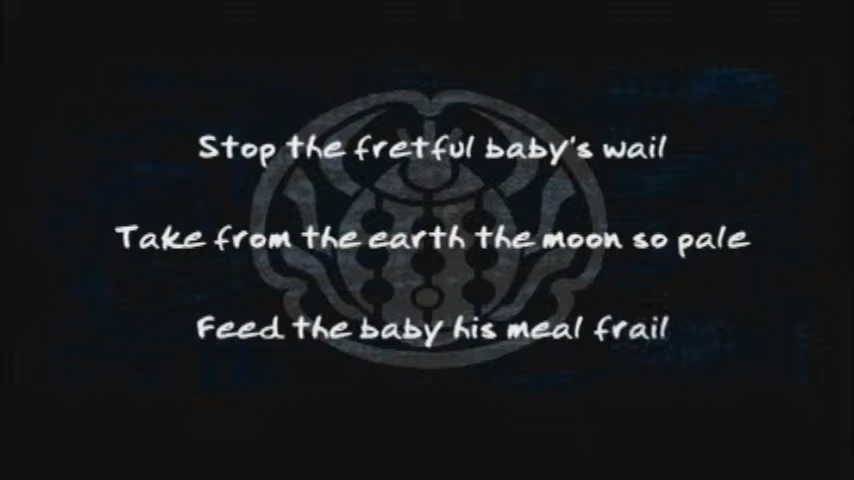 Stop the fretful baby's wail
Take from the earth the moon so pale
Feed the baby his meal frail